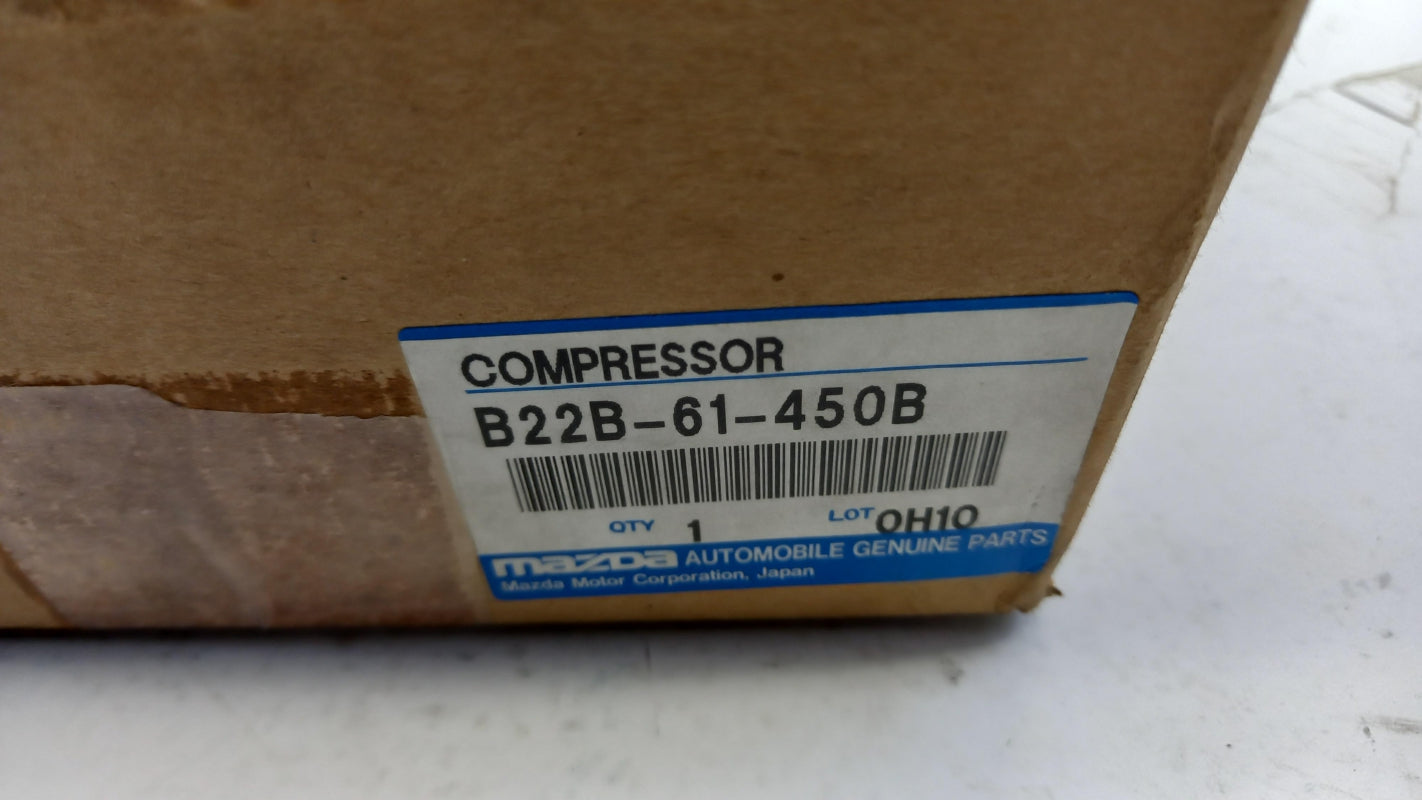 COMPRESSOR
B22B-61-450B
QTY 1 LOT 0H10
mazda AUTOMOBILE GENUINE PARTS
Mazda Motor Corporation, Japan